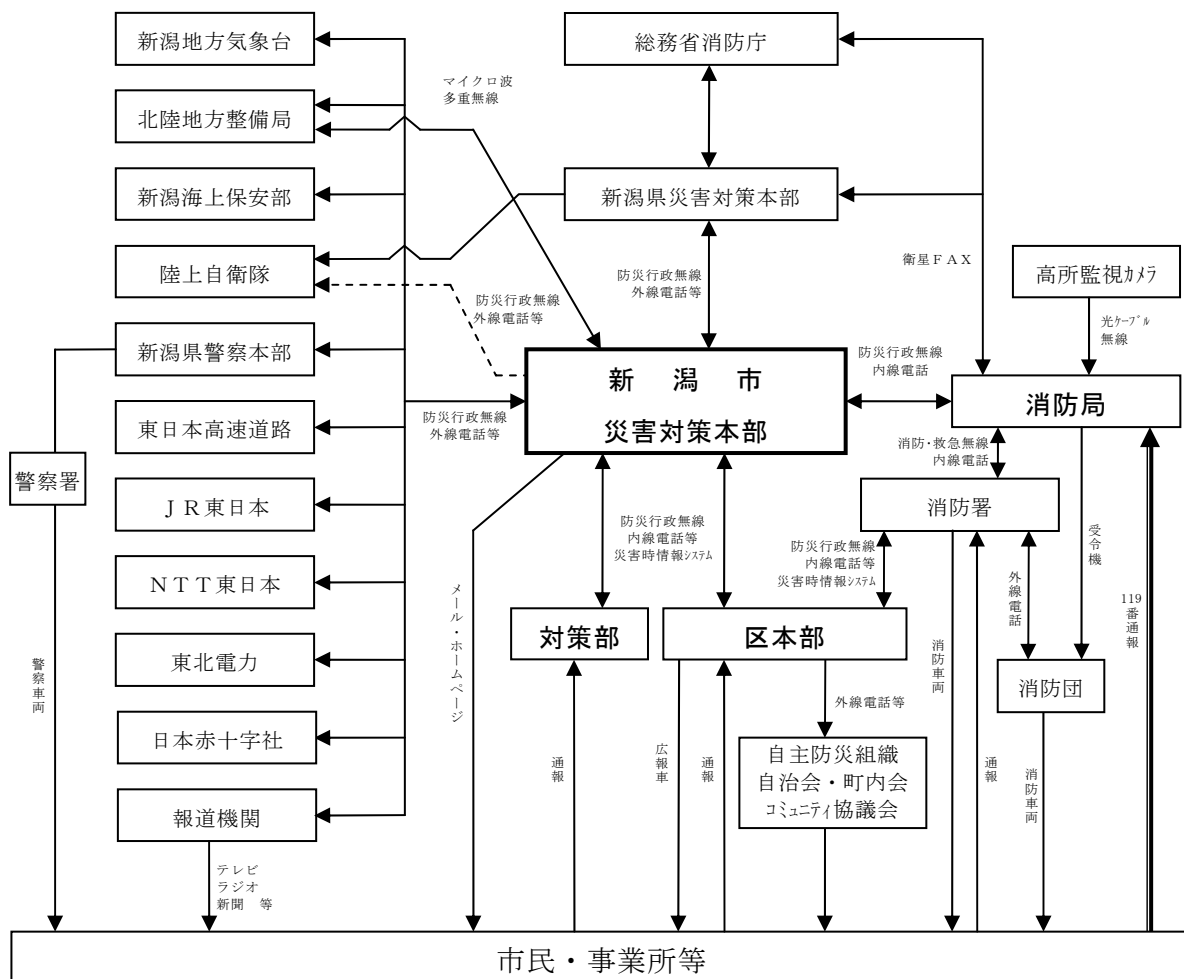 新潟地方気象台
総務省消防庁
マイクロ波
多重無線
北陸地方整備局
新潟海上保安部
新潟県災害対策本部
陸上自衛隊
防災行政無線
外線電話等
防災行政無線
外線電話等
衛星ＦＡＸ
高所監視カメラ
光ケーブル
無線
新潟県警察本部
新潟市
災害対策本部
防災行政無線
内線電話
消防局
東日本高速道路
防災行政無線
外線電話等
消防・救急無線
内線電話
警察署
ＪＲ東日本
消防署
防災行政無線
内線電話等
災害時情報システム
防災行政無線
内線電話等
災害時情報システム
受令機
外線電話
119
番通報
ＮＴＴ東日本
メール・ホームページ
対策部
区本部
東北電力
警察車両
消防車両
消防団
外線電話等
日本赤十字社
通報
広報車
通報
自主防災組織
自治会・町内会
コミュニティ協議会
通報
消防車両
報道機関
テレビ
ラジオ
新聞　等
市民・事業所等